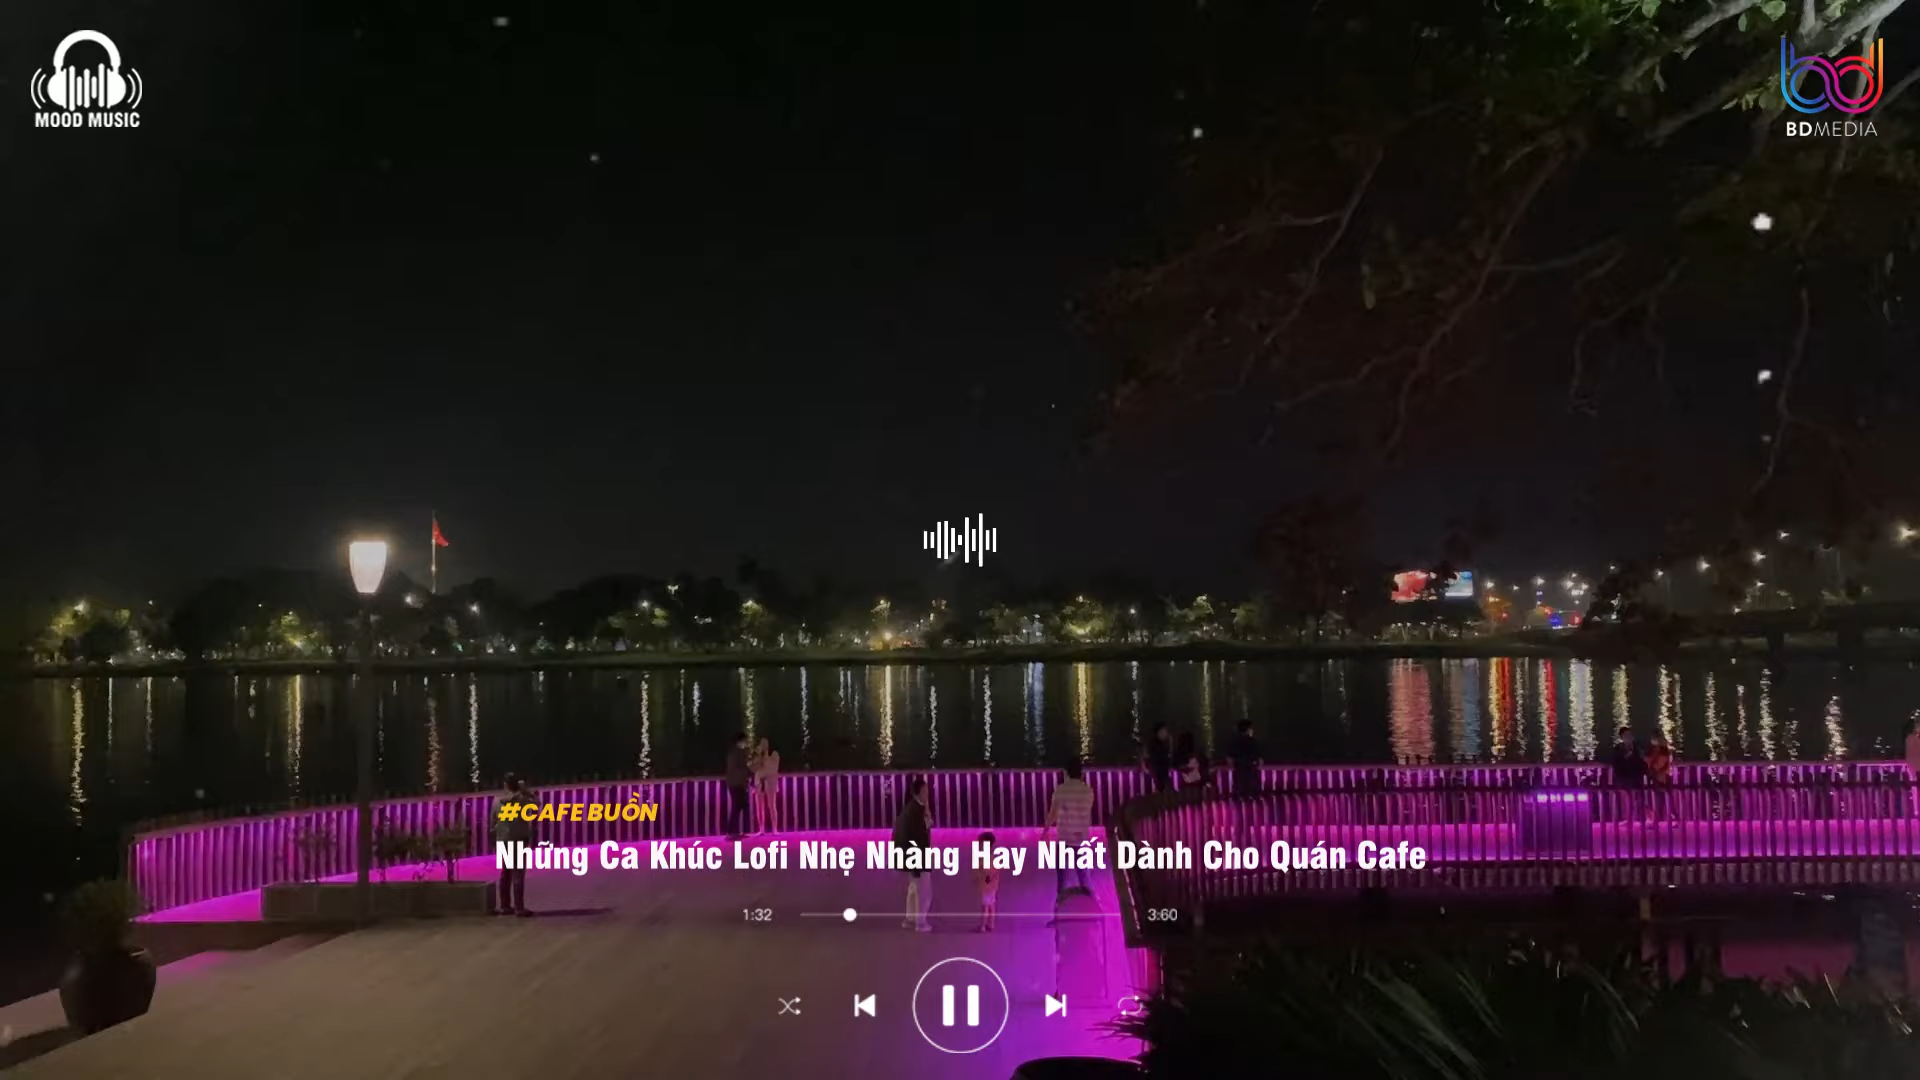 MOOD MUSIC
BDMEDIA
#CAFE BUỒN
Những Ca Khúc Lofi Nhẹ Nhàng Hay Nhất Dành Cho Quán Cafe
1:32
3:60